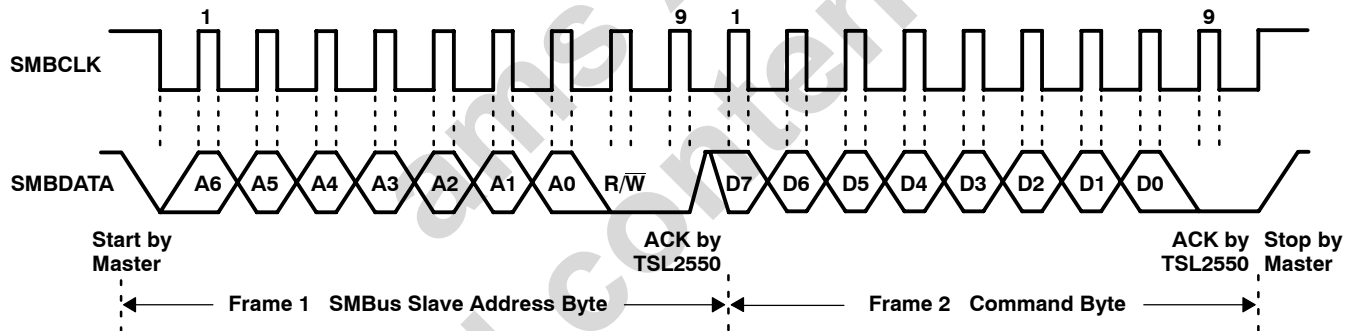 1 9 1 9
SMBCLK
SMBDATA A6 A5 A4 A3 A2 A1 A0 R/W̅ D7 D6 D5 D4 D3 D2 D1 D0
Start by Master
ACK by TSL2550
ACK by TSL2550
Stop by Master
Frame 1 SMBus Slave Address Byte
Frame 2 Command Byte
ams